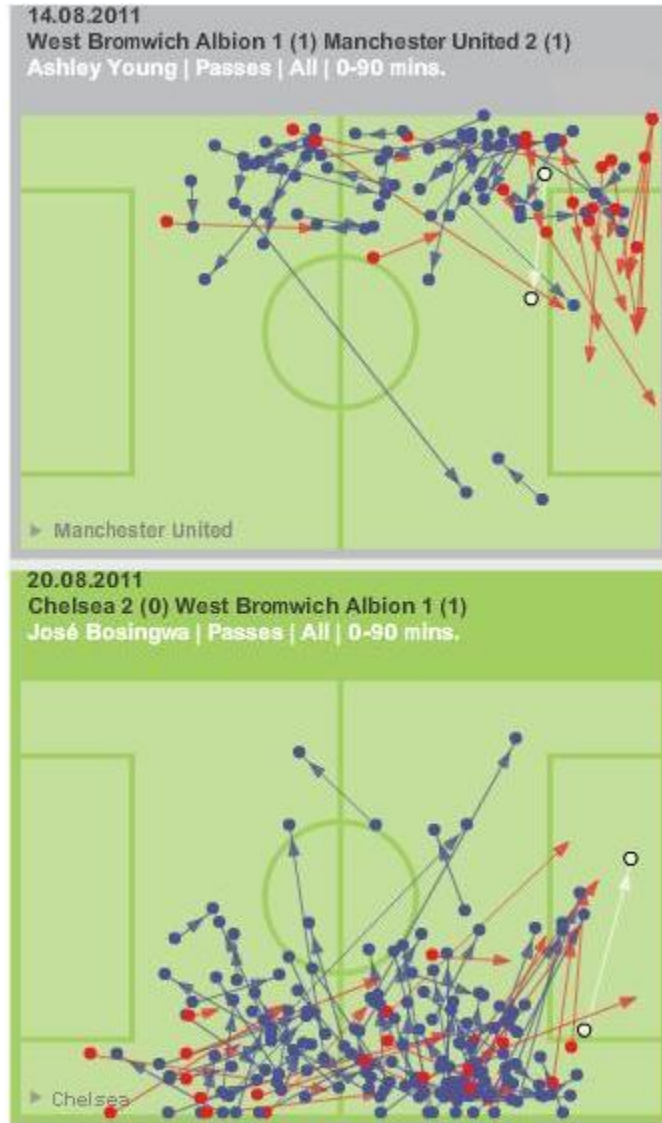 14.08.2011
West Bromwich Albion 1 (1) Manchester United 2 (1)
Ashley Young | Passes | All | 0-90 mins.
Manchester United
20.08.2011
Chelsea 2 (0) West Bromwich Albion 1 (1)
José Bosingwa | Passes | All | 0-90 mins.
Chelsea